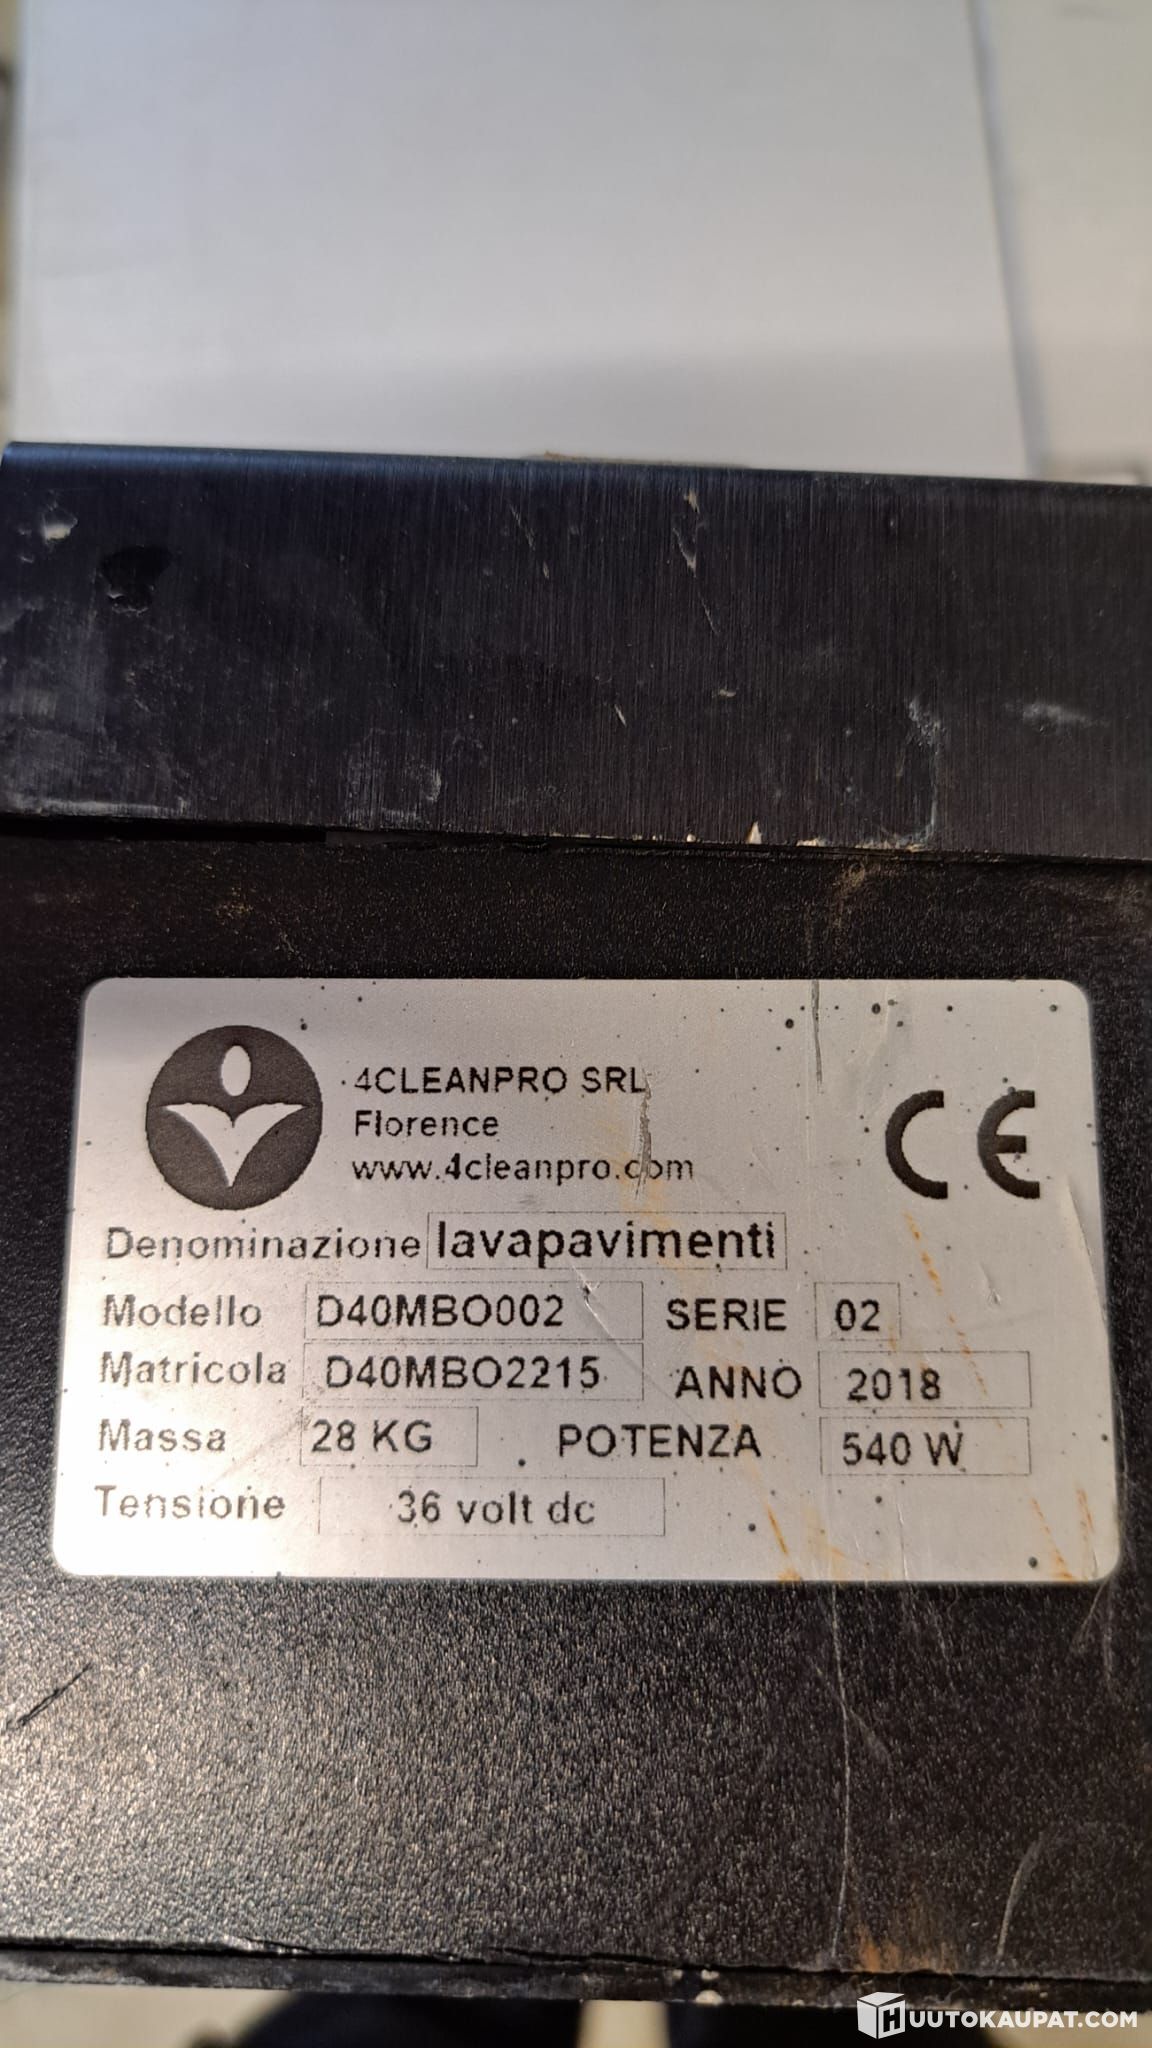 4CLEANPRO SRL
Florence
www.4cleanpro.com
CE
Denominazione lavapavimenti
Modello D40MBO002 SERIE 02
Matricola D40MBO2215 ANNO 2018
Massa 28 KG POTENZA 540 W
Tensione 36 volt dc
HUUTOKAUPAT.COM